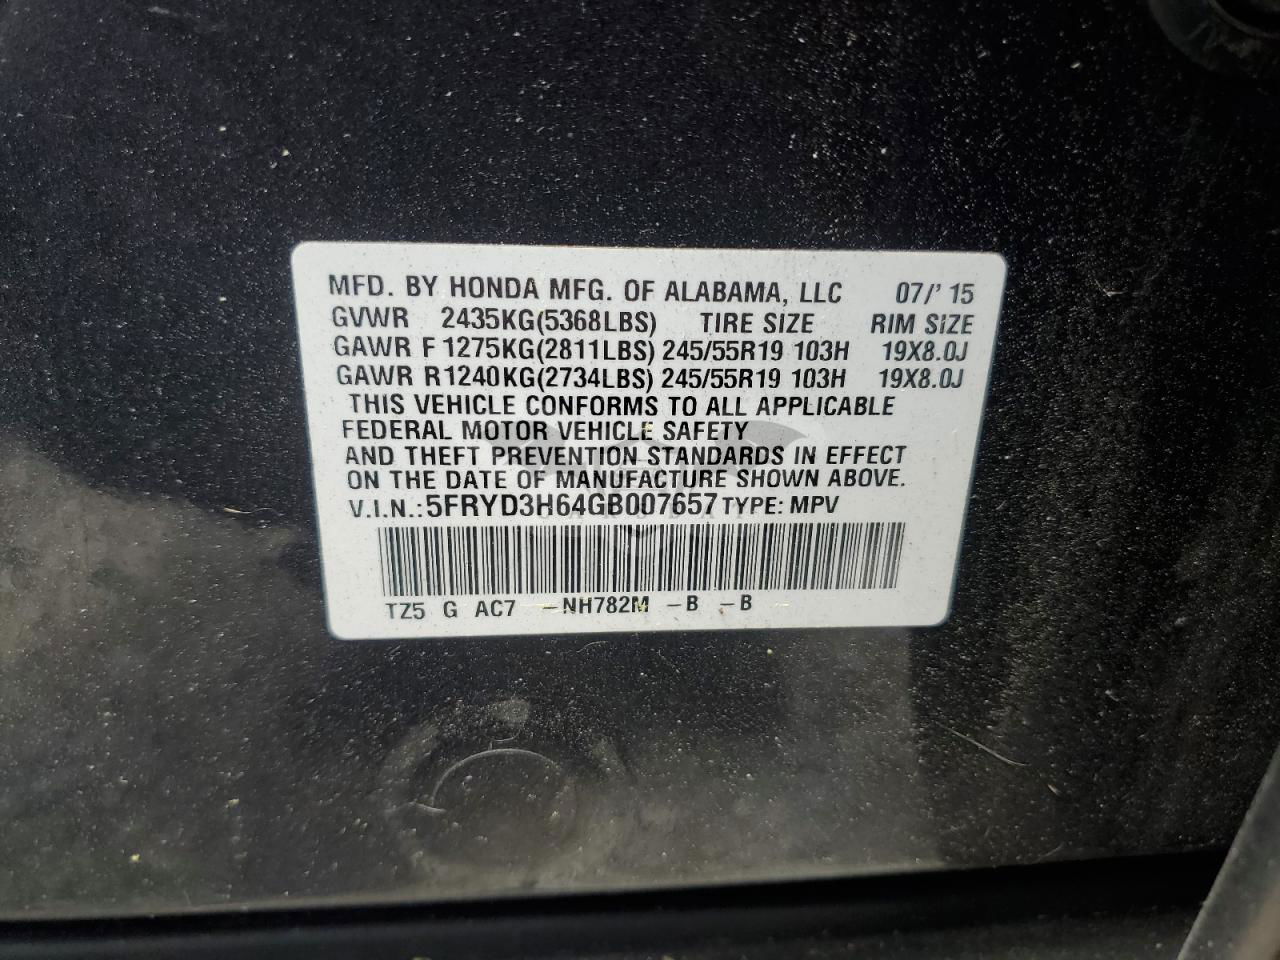 MFD. BY HONDA MFG. OF ALABAMA, LLC 07/' 15
GVWR 2435KG(5368LBS) TIRE SIZE RIM SIZE
GAWR F 1275KG(2811LBS) 245/55R19 103H 19X8.0J
GAWR R 1240KG(2734LBS) 245/55R19 103H 19X8.0J
THIS VEHICLE CONFORMS TO ALL APPLICABLE
FEDERAL MOTOR VEHICLE SAFETY
AND THEFT PREVENTION STANDARDS IN EFFECT
ON THE DATE OF MANUFACTURE SHOWN ABOVE.
V.I.N.: 5FRYD3H64GB007657 TYPE: MPV
TZ5 G AC7 -NH782M -B -B